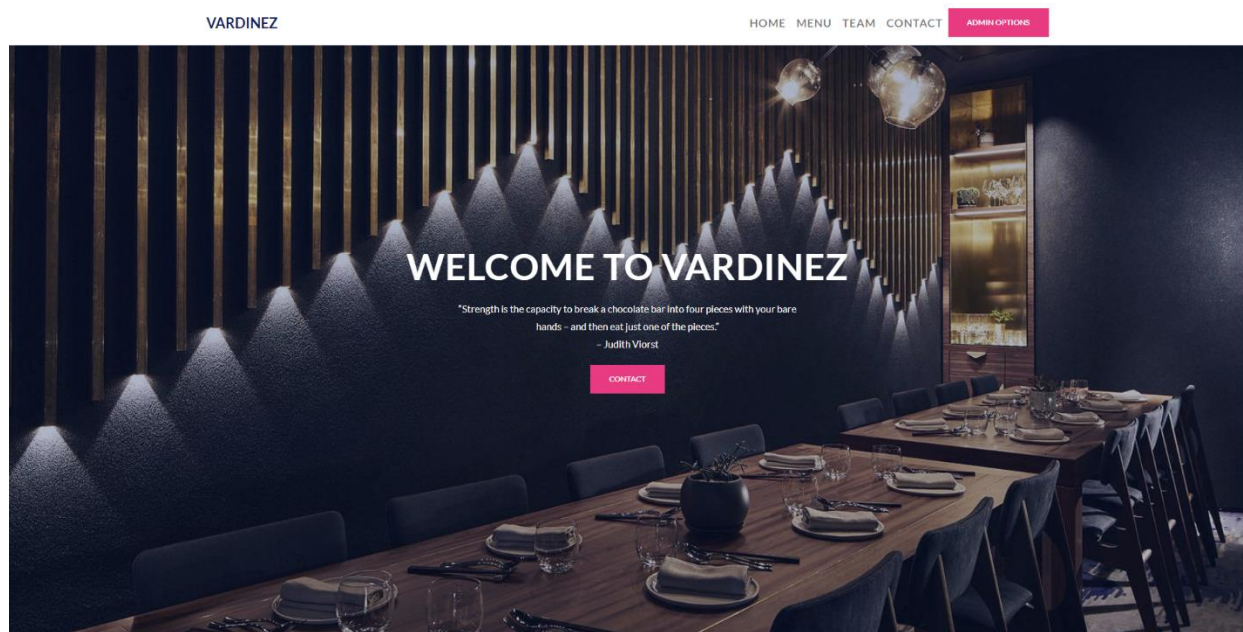 VARDINEZ
HOME MENU TEAM CONTACT ADMIN OPTIONS
WELCOME TO VARDINEZ
“Strength is the capacity to break a chocolate bar into four pieces with your bare
hands – and then eat just one of the pieces.”
– Judith Viorst
CONTACT